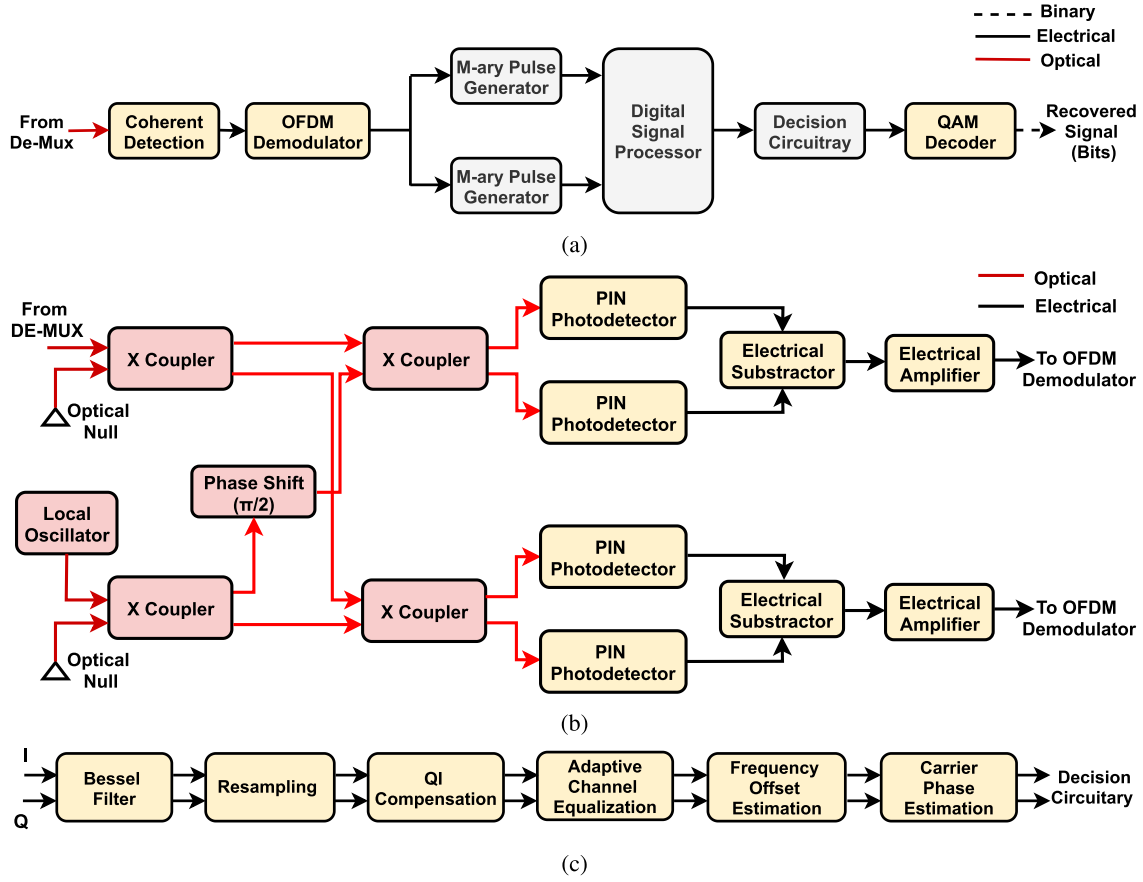 Binary
Electrical
Optical
From
De-Mux
Coherent
Detection
OFDM
Demodulator
M-ary Pulse
Generator
M-ary Pulse
Generator
Digital
Signal
Processor
Decision
Circuitray
QAM
Decoder
Recovered
Signal
(Bits)
(a)
Optical
Electrical
From
DE-MUX
X Coupler
Optical
Null
X Coupler
PIN
Photodetector
PIN
Photodetector
Electrical
Substractor
Electrical
Amplifier
To OFDM
Demodulator
Phase Shift
(π/2)
Local
Oscillator
X Coupler
Optical
Null
X Coupler
PIN
Photodetector
PIN
Photodetector
Electrical
Substractor
Electrical
Amplifier
To OFDM
Demodulator
(b)
I
Q
Bessel
Filter
Resampling
QI
Compensation
Adaptive
Channel
Equalization
Frequency
Offset
Estimation
Carrier
Phase
Estimation
Decision
Circuitary
(c)